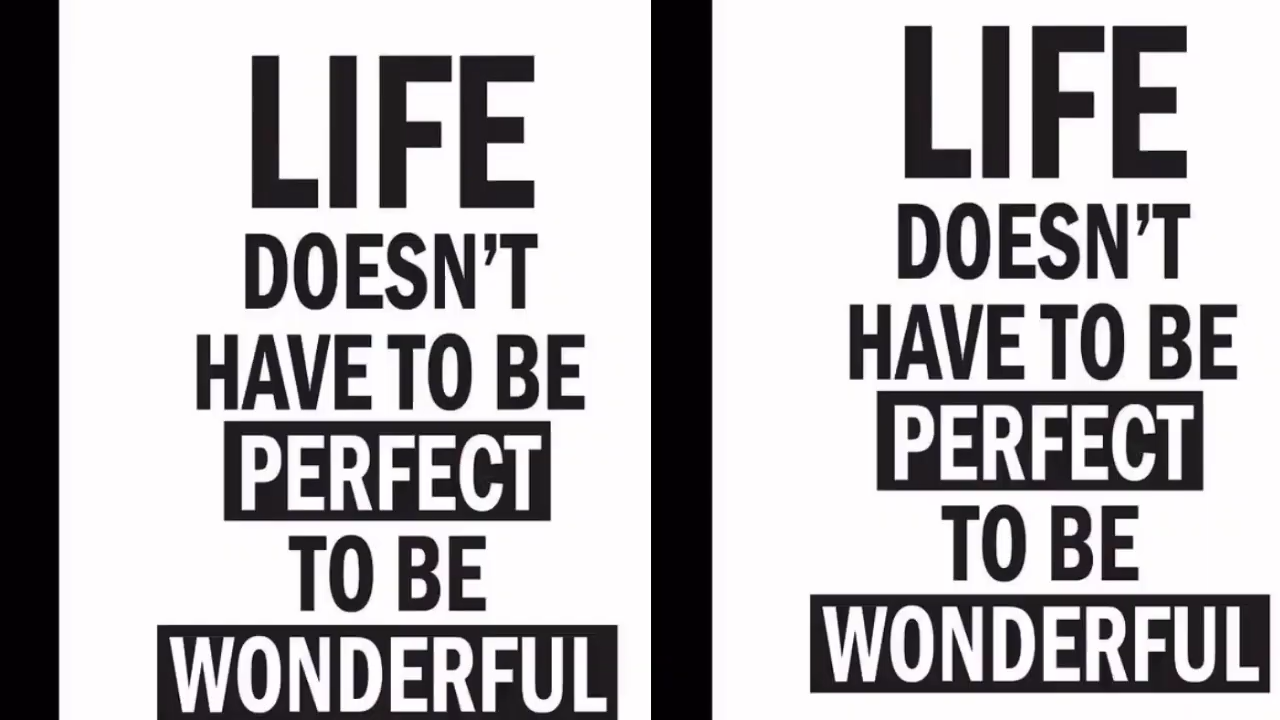 LIFE
DOESN'T
HAVE TO BE
PERFECT
TO BE
WONDERFUL
LIFE
DOESN'T
HAVE TO BE
PERFECT
TO BE
WONDERFUL